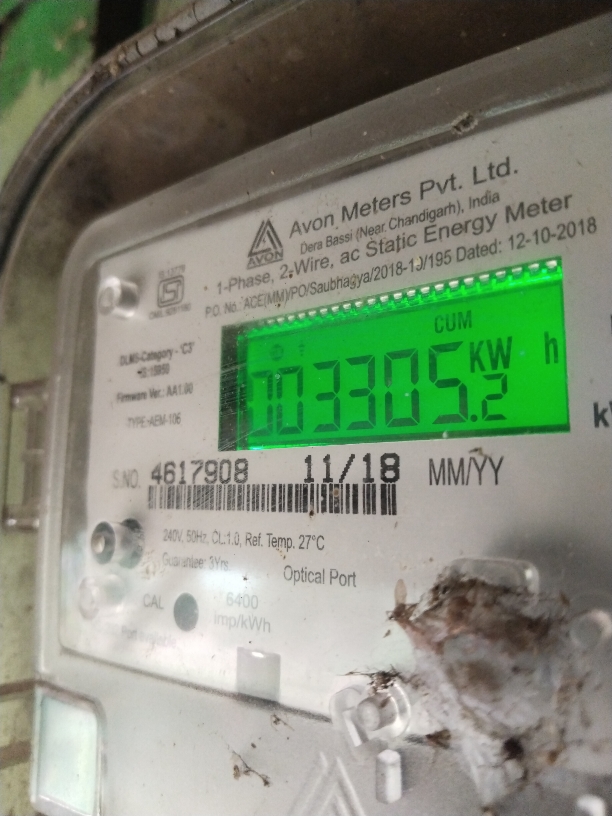 Avon Meters Pvt. Ltd.
Dera Bassi (Near Chandigarh), India
AVON
1-Phase, 2-Wire, ac Static Energy Meter
P.O. No.: ACE(MM)/PO/Saubhagya/2018-19/195 Dated: 12-10-2018
CUM
DLMS-Category - 'C3'
Firmware Ver.: AA1.00
TYPE:-AEM-106
003305.2 KW h
S.NO. 4617908 11/18 MM/YY
240V, 50Hz, CL:1.0, Ref. Temp. 27°C
Guarantee: 5Yrs
Optical Port
CAL 6400
imp/kWh